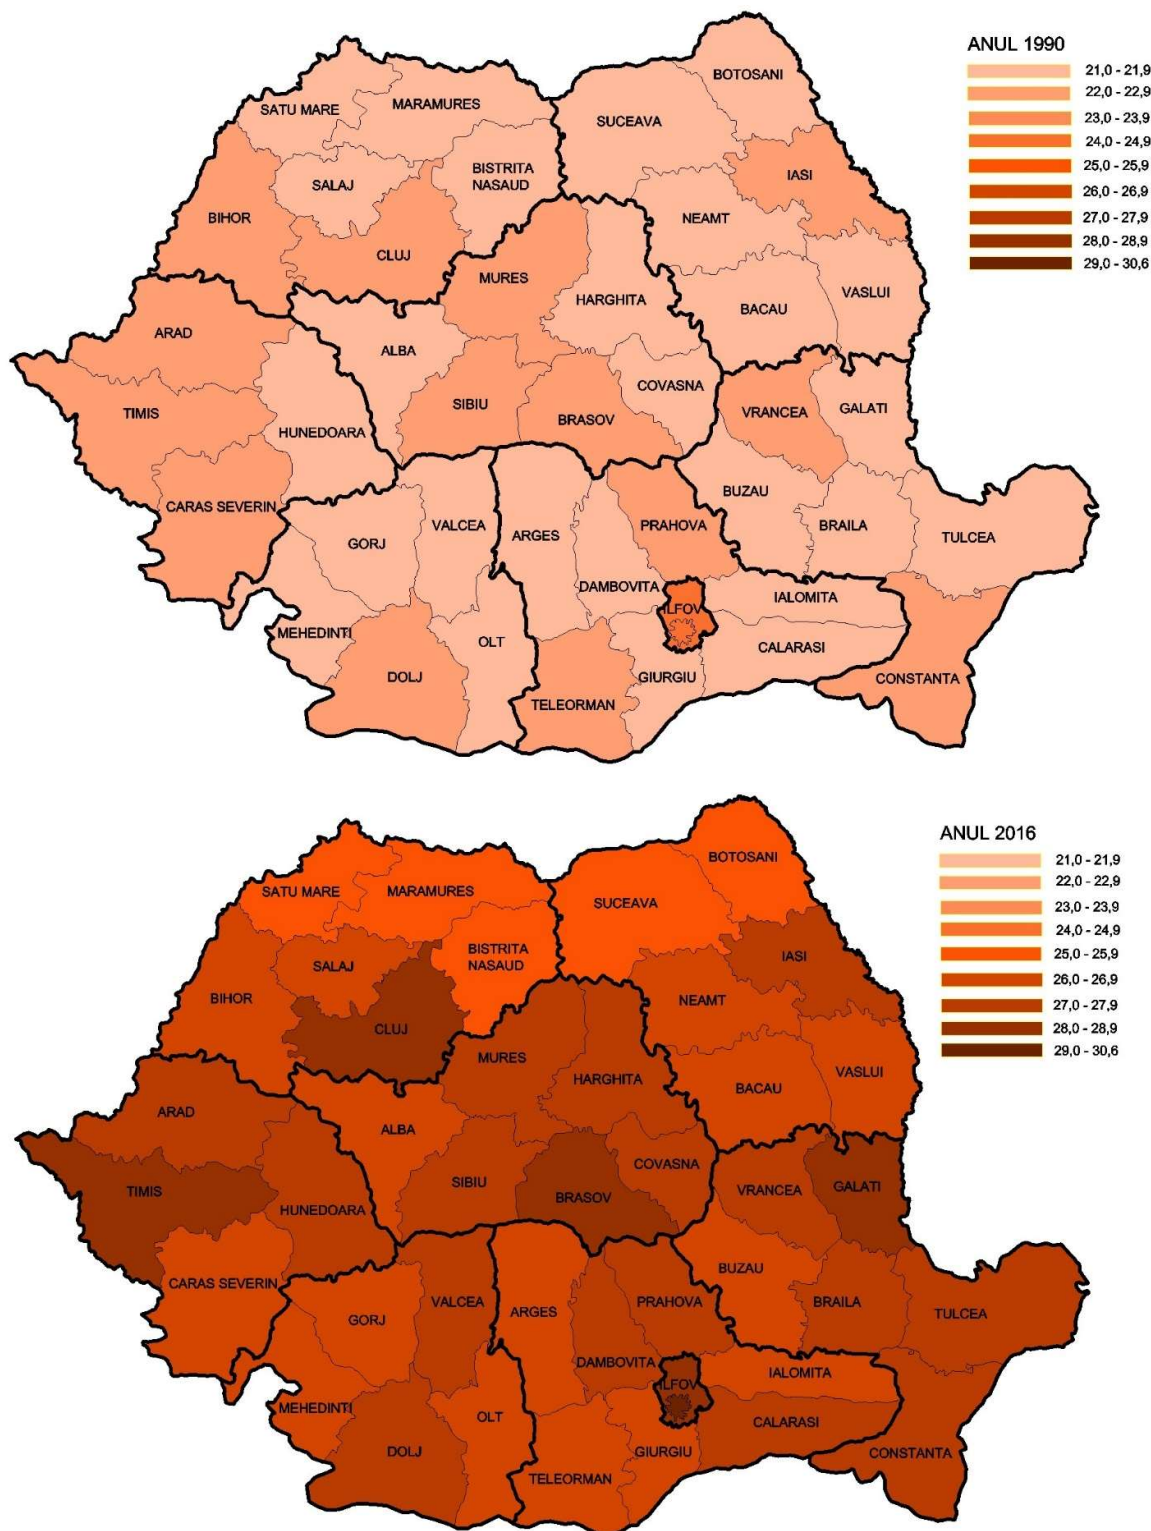 ANUL 1990
21,0 - 21,9
22,0 - 22,9
23,0 - 23,9
24,0 - 24,9
25,0 - 25,9
26,0 - 26,9
27,0 - 27,9
28,0 - 28,9
29,0 - 30,6
BOTOSANI
SATU MARE
MARAMURES
SUCEAVA
BISTRITA
NASAUD
IASI
SALAJ
BIHOR
NEAMT
CLUJ
MURES
HARGHITA
VASLUI
BACAU
ARAD
ALBA
COVASNA
TIMIS
SIBIU
BRASOV
VRANCEA
GALATI
HUNEDOARA
CARAS SEVERIN
BUZAU
VALCEA
PRAHOVA
BRAILA
GORJ
ARGES
TULCEA
DAMBOVITA
IALOMITA
ILFOV
MEHEDINTI
OLT
CALARASI
DOLJ
GIURGIU
CONSTANTA
TELEORMAN
ANUL 2016
21,0 - 21,9
22,0 - 22,9
23,0 - 23,9
24,0 - 24,9
25,0 - 25,9
26,0 - 26,9
27,0 - 27,9
28,0 - 28,9
29,0 - 30,6
BOTOSANI
SATU MARE
MARAMURES
SUCEAVA
BISTRITA
NASAUD
IASI
SALAJ
BIHOR
NEAMT
CLUJ
MURES
HARGHITA
VASLUI
BACAU
ARAD
ALBA
COVASNA
TIMIS
SIBIU
BRASOV
VRANCEA
GALATI
HUNEDOARA
CARAS SEVERIN
BUZAU
VALCEA
PRAHOVA
BRAILA
GORJ
ARGES
TULCEA
DAMBOVITA
IALOMITA
ILFOV
MEHEDINTI
OLT
CALARASI
DOLJ
GIURGIU
CONSTANTA
TELEORMAN